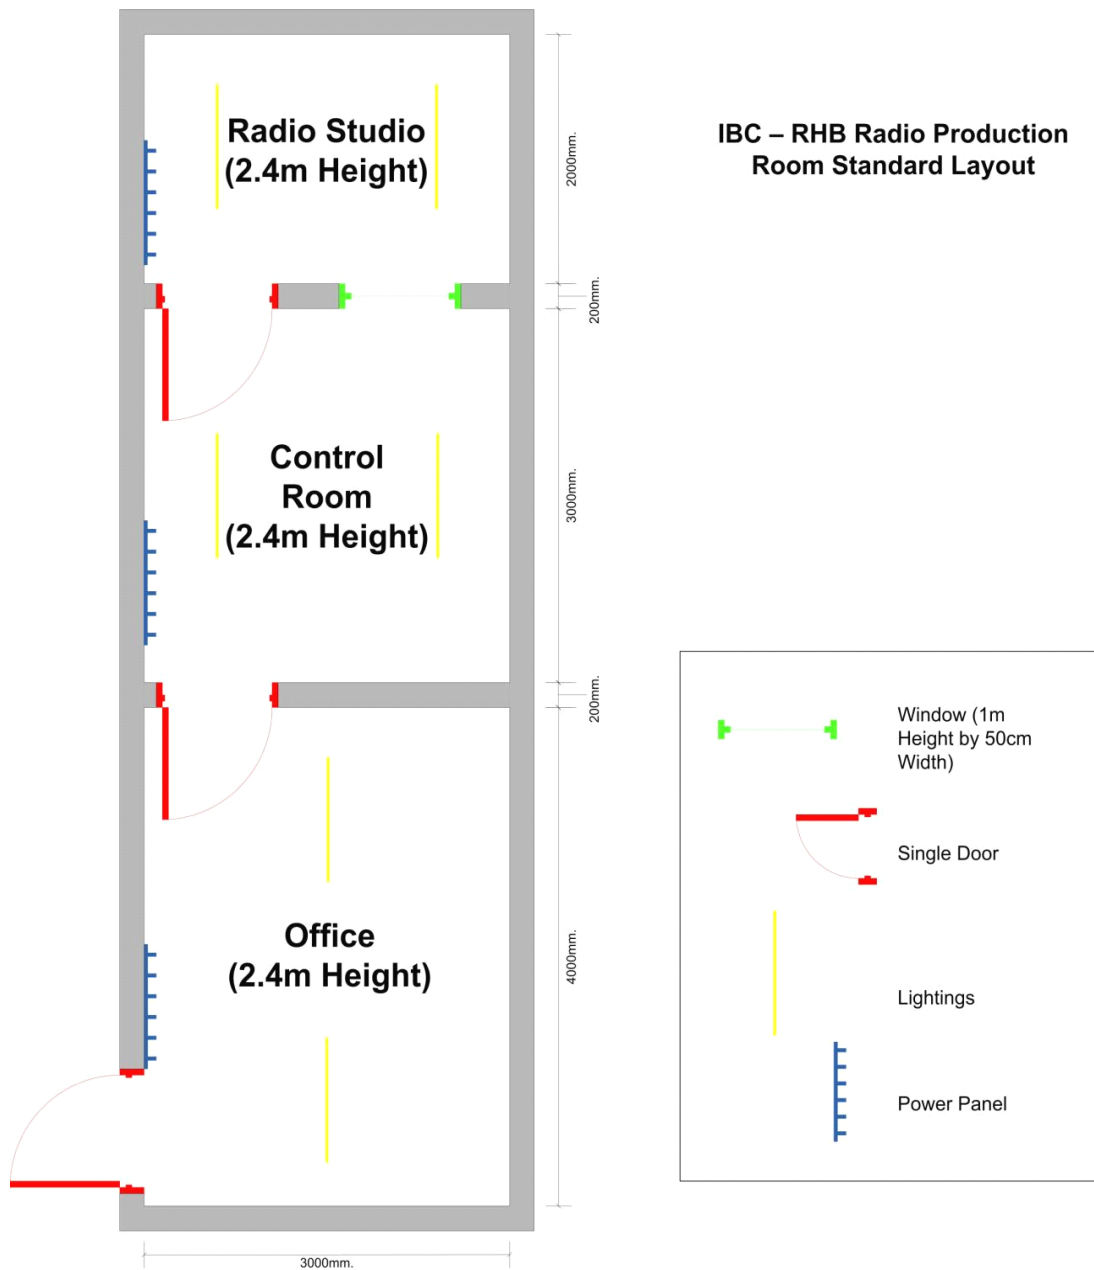 IBC – RHB Radio Production
Room Standard Layout
Radio Studio
(2.4m Height)
2000mm.
200mm.
Control
Room
(2.4m Height)
3000mm.
200mm.
Office
(2.4m Height)
4000mm.
3000mm.
Window (1m
Height by 50cm
Width)
Single Door
Lightings
Power Panel